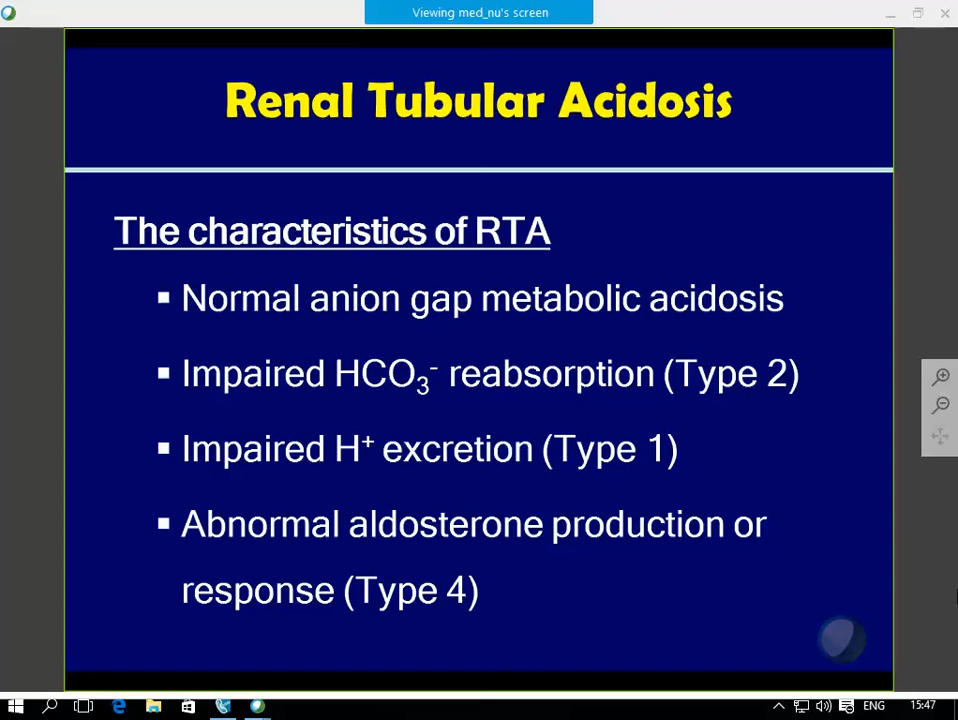 Viewing med_nu's screen
Renal Tubular Acidosis
The characteristics of RTA
▪ Normal anion gap metabolic acidosis
▪ Impaired HCO₃⁻ reabsorption (Type 2)
▪ Impaired H⁺ excretion (Type 1)
▪ Abnormal aldosterone production or
response (Type 4)
ENG
15:47